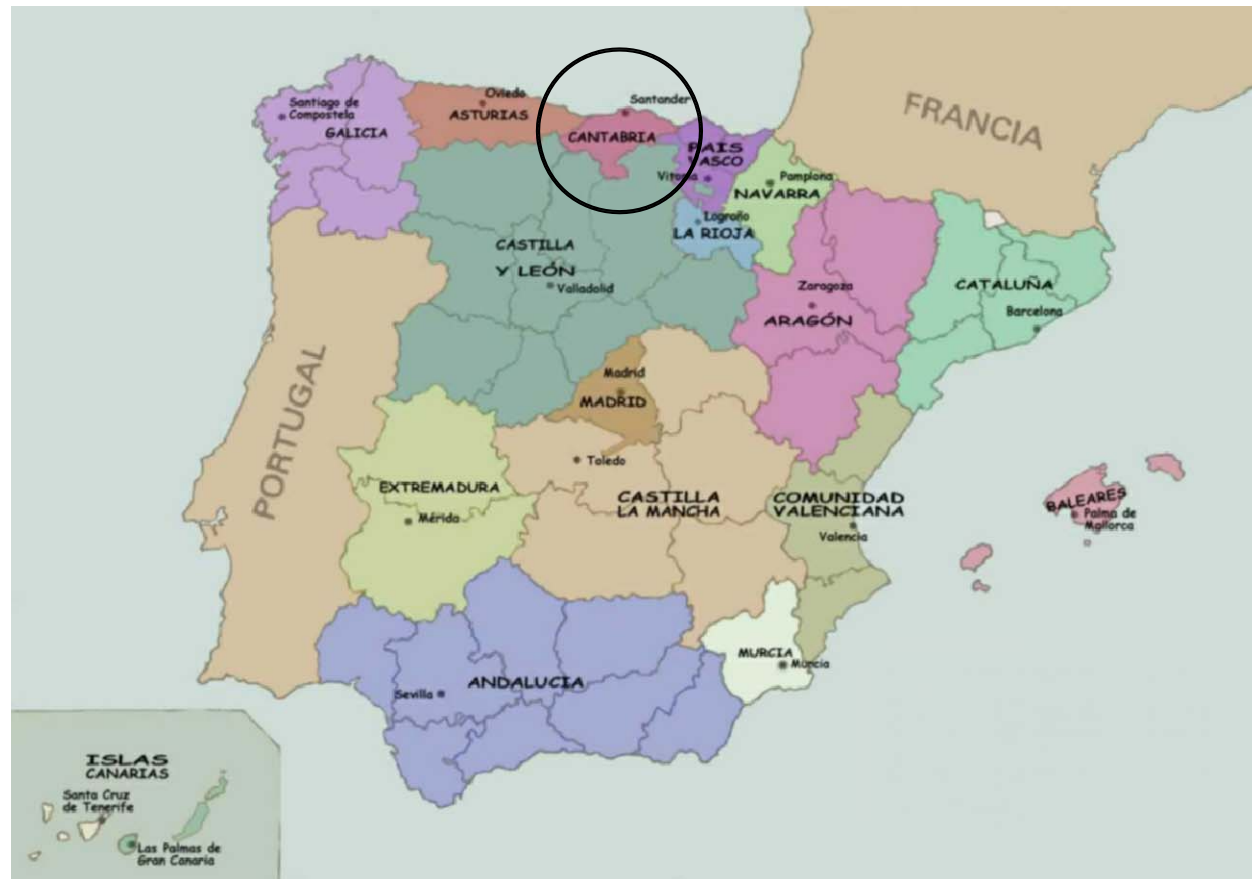 FRANCIA
Oviedo
ASTURIAS
Santander
CANTABRIA
Santiago de
Compostela
GALICIA
PAIS
ASCO
Vitoria
Pamplona
NAVARRA
Logroño
LA RIOJA
CASTILLA
Y LEÓN
Valladolid
Zaragoza
ARAGÓN
CATALUÑA
Barcelona
Madrid
MADRID
PORTUGAL
Toledo
EXTREMADURA
Mérida
CASTILLA
LA MANCHA
COMUNIDAD
VALENCIANA
Valencia
BALEARES
Palma de
Mallorca
MURCIA
Murcia
ANDALUCIA
Sevilla
ISLAS
CANARIAS
Santa Cruz
de Tenerife
Las Palmas de
Gran Canaria